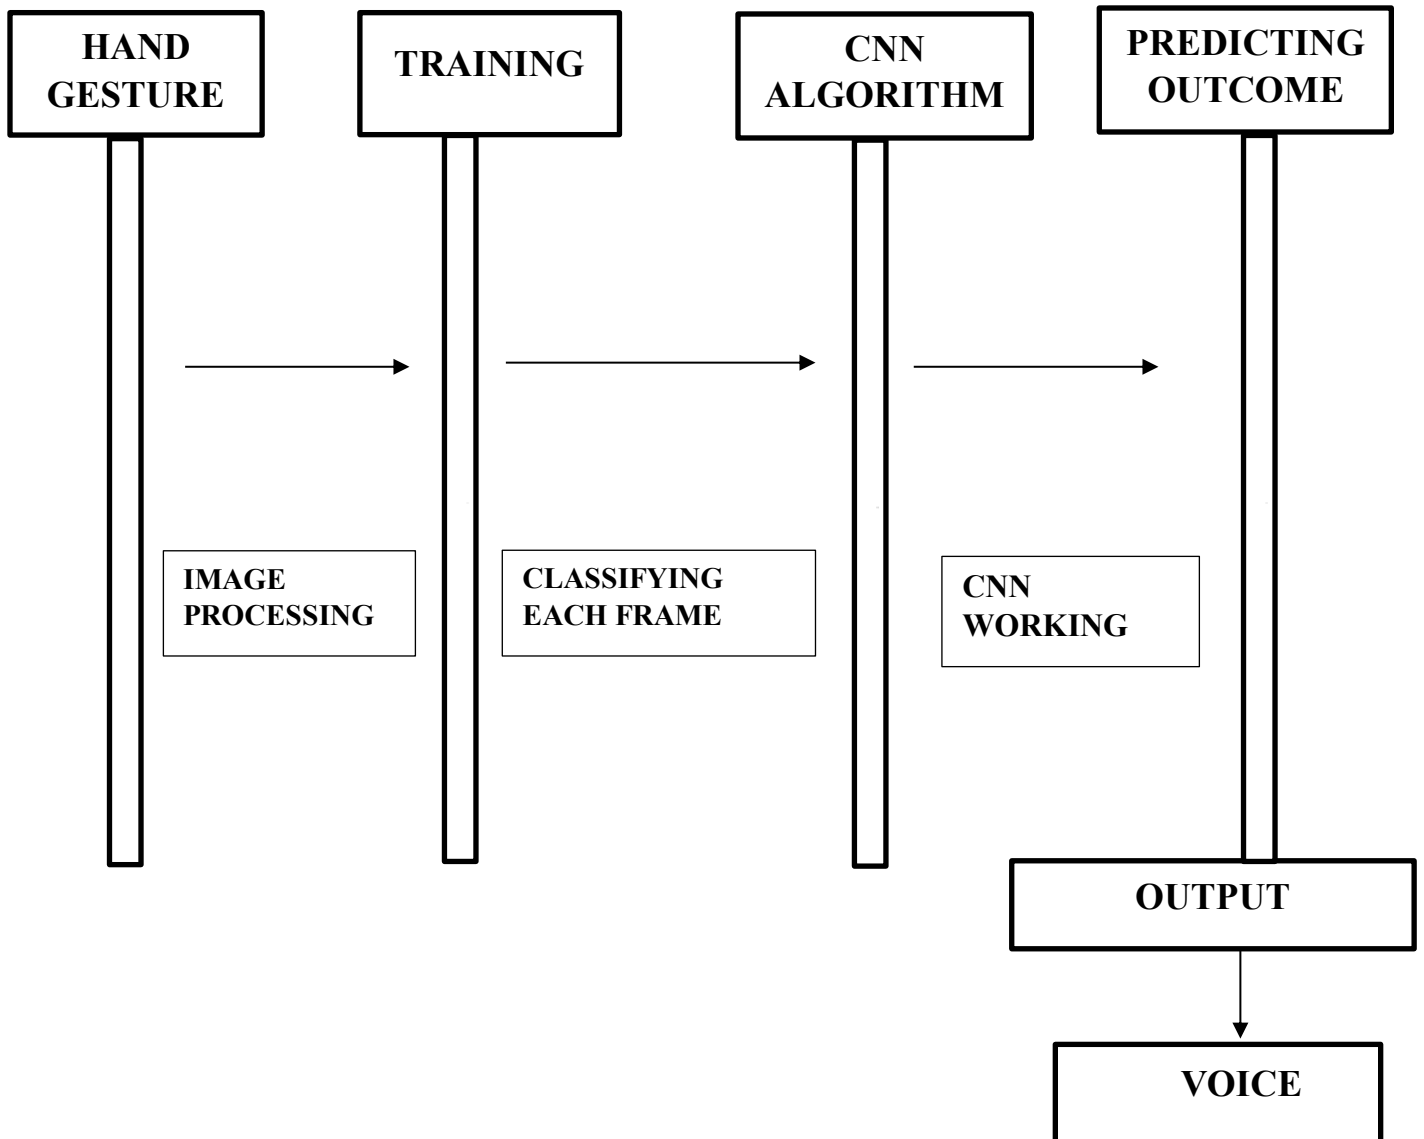 HAND
GESTURE
TRAINING
CNN
ALGORITHM
PREDICTING
OUTCOME
IMAGE
PROCESSING
CLASSIFYING
EACH FRAME
CNN
WORKING
OUTPUT
VOICE